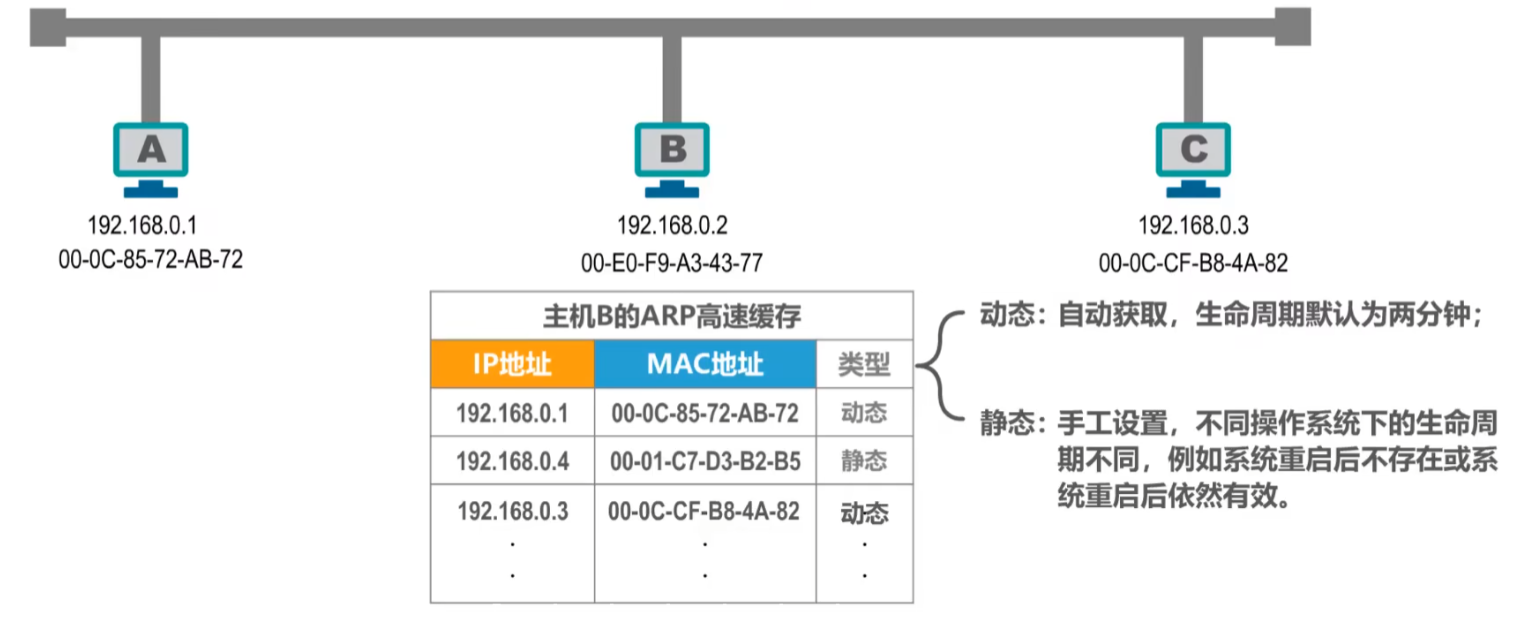 A
B
C
192.168.0.1
192.168.0.2
192.168.0.3
00-0C-85-72-AB-72
00-E0-F9-A3-43-77
00-0C-CF-B8-4A-82
主机B的ARP高速缓存
IP地址 MAC地址 类型
192.168.0.1 00-0C-85-72-AB-72 动态
192.168.0.4 00-01-C7-D3-B2-B5 静态
192.168.0.3 00-0C-CF-B8-4A-82 动态
. . .
. . .
动态：自动获取，生命周期默认为两分钟；
静态：手工设置，不同操作系统下的生命周
期不同，例如系统重启后不存在或系
统重启后依然有效。